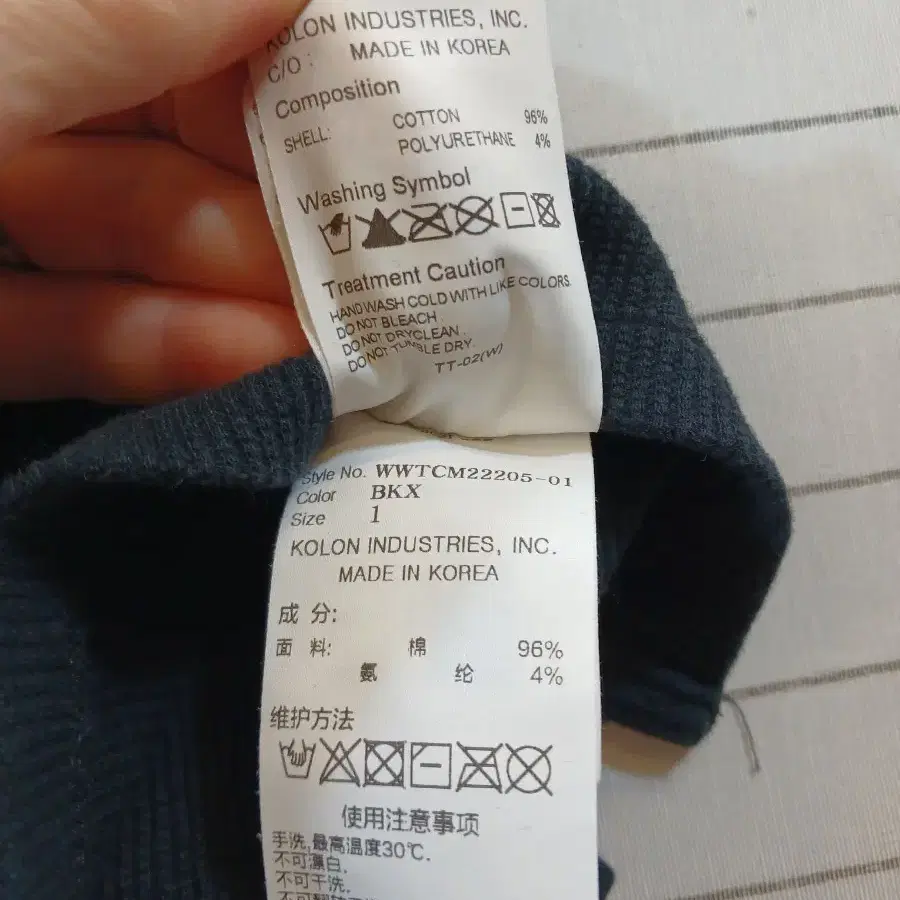 KOLON INDUSTRIES, INC.
C/O : MADE IN KOREA
Composition
SHELL: COTTON 96%
POLYURETHANE 4%
Washing Symbol
Treatment Caution
HAND WASH COLD WITH LIKE COLORS.
DO NOT BLEACH.
DO NOT DRYCLEAN.
DO NOT TUMBLE DRY.
TT-02(W)
Style No. WWTCM22205-01
Color BKX
Size 1
KOLON INDUSTRIES, INC.
MADE IN KOREA
成 分:
面 料: 棉 96%
氨 纶 4%
维护方法
使用注意事项
手洗,最高温度30℃.
不可漂白.
不可干洗.
不可翻转